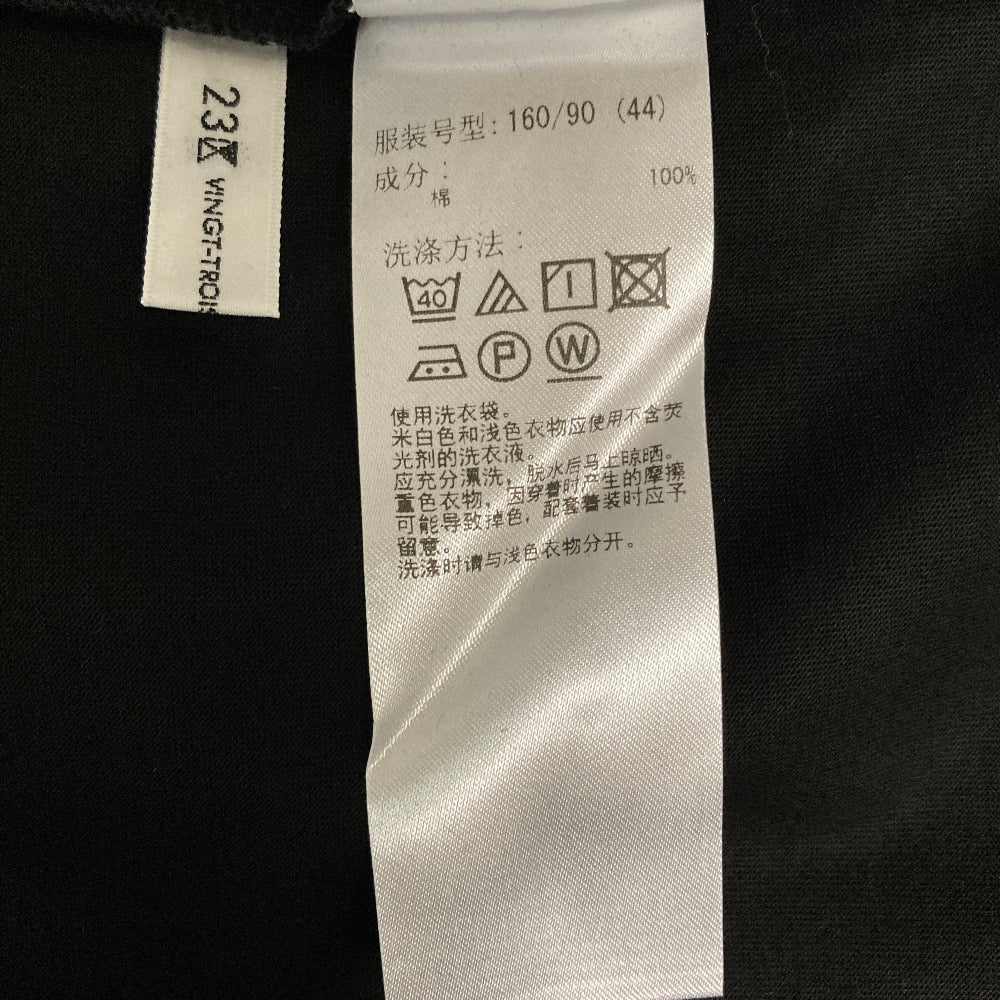 23区
VINGT-TROIS
服装号型: 160/90 (44)
成分:
棉 100%
洗涤方法:
40
P W
使用洗衣袋。
米白色和浅色衣物应使用不含荧
光剂的洗衣液。
应充分漂洗，脱水后马上晾晒。
重色衣物，因穿着时产生的摩擦
可能导致掉色，配套着装时应予
留意。
洗涤时请与浅色衣物分开。